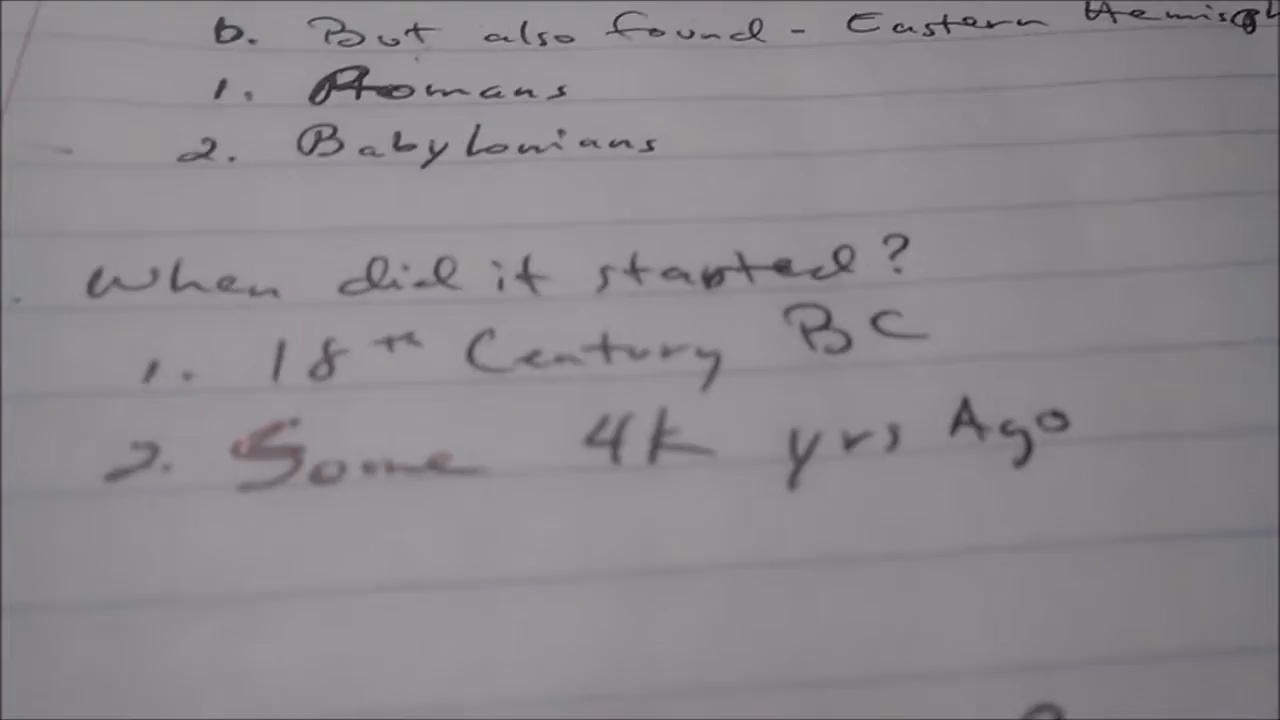 b. But also found - Eastern
1. Romans
2. Babylonians
When did it started?
1. 18th Century BC
2. Some 4k yrs Ago